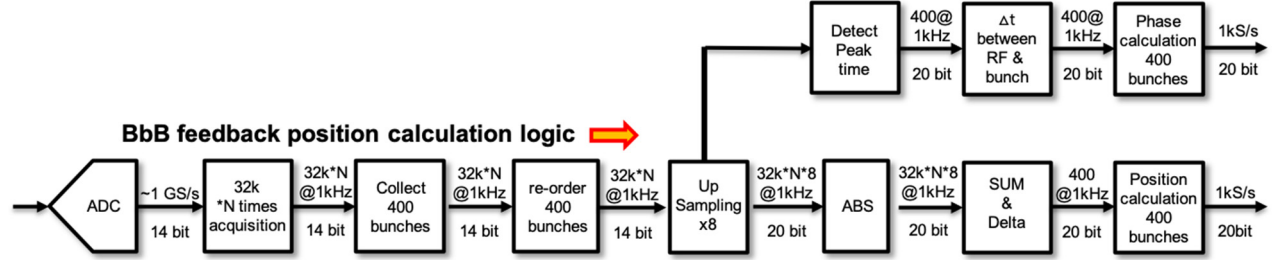 Detect
Peak
time
400@
1kHz
20 bit
Δt
between
RF &
bunch
400@
1kHz
20 bit
Phase
calculation
400
bunches
1kS/s
20 bit
BbB feedback position calculation logic
ADC
~1 GS/s
14 bit
32k
*N times
acquisition
32k*N
@1kHz
14 bit
Collect
400
bunches
32k*N
@1kHz
14 bit
re-order
400
bunches
32k*N
@1kHz
14 bit
Up
Sampling
x8
32k*N*8
@1kHz
20 bit
ABS
32k*N*8
@1kHz
20 bit
SUM
&
Delta
400
@1kHz
20 bit
Position
calculation
400
bunches
1kS/s
20bit